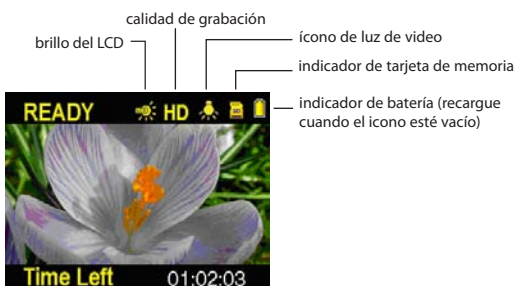 calidad de grabación
brillo del LCD
ícono de luz de video
indicador de tarjeta de memoria
indicador de batería (recargue
cuando el icono esté vacío)
READY HD
Time Left 01:02:03